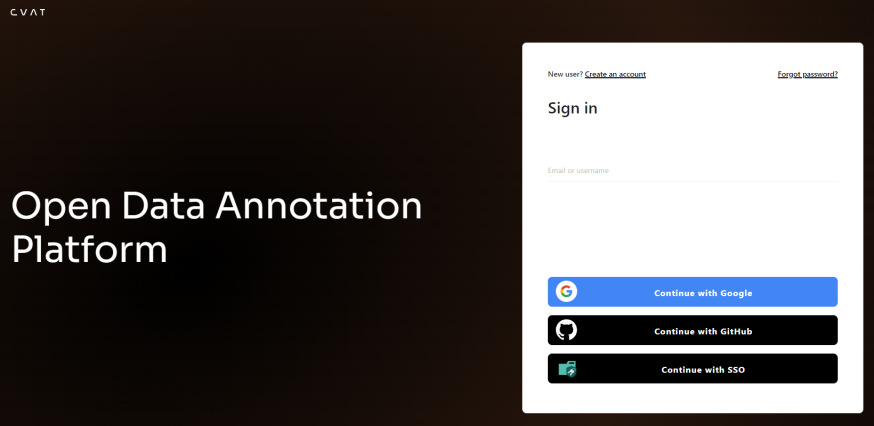 CVAT
New user? Create an account
Forgot password?
Sign in
Email or username
Open Data Annotation
Platform
Continue with Google
Continue with GitHub
Continue with SSO